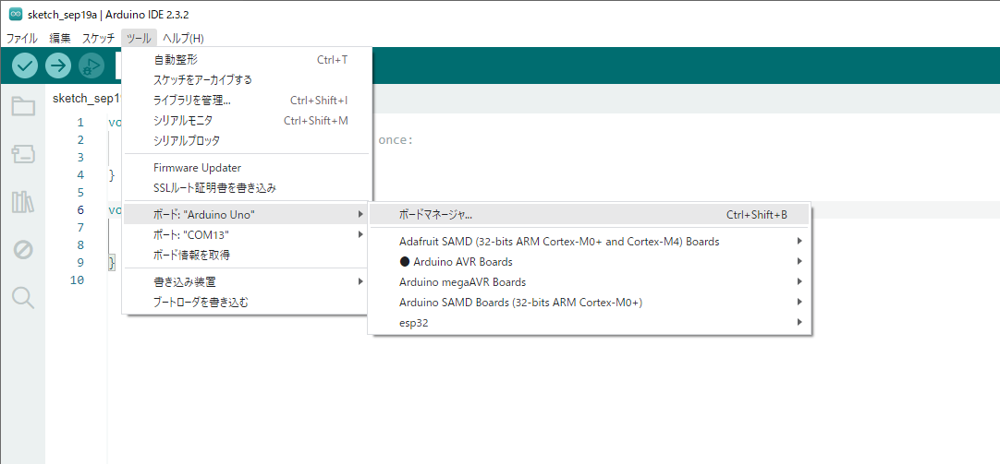 sketch_sep19a | Arduino IDE 2.3.2
ファイル 編集 スケッチ ツール ヘルプ(H)
自動整形 Ctrl+T
スケッチをアーカイブする
ライブラリを管理... Ctrl+Shift+I
シリアルモニタ Ctrl+Shift+M
シリアルプロッタ
Firmware Updater
SSLルート証明書を書き込み
ボード: "Arduino Uno"
ポート: "COM13"
ボード情報を取得
書き込み装置
ブートローダを書き込む
ボードマネージャ... Ctrl+Shift+B
Adafruit SAMD (32-bits ARM Cortex-M0+ and Cortex-M4) Boards
● Arduino AVR Boards
Arduino megaAVR Boards
Arduino SAMD Boards (32-bits ARM Cortex-M0+)
esp32
sketch_sep1
1 vo
2 once:
3
4 }
5
6 vo
7
8
9 }
10